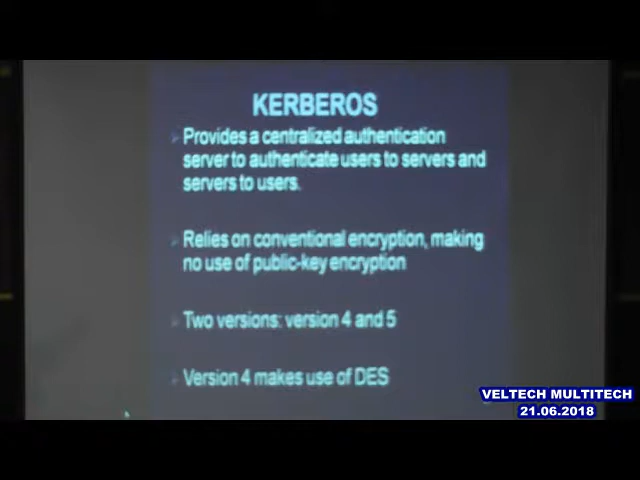 KERBEROS
Provides a centralized authentication
server to authenticate users to servers and
servers to users.
Relies on conventional encryption, making
no use of public-key encryption
Two versions: version 4 and 5
Version 4 makes use of DES
VELTECH MULTITECH
21.06.2018